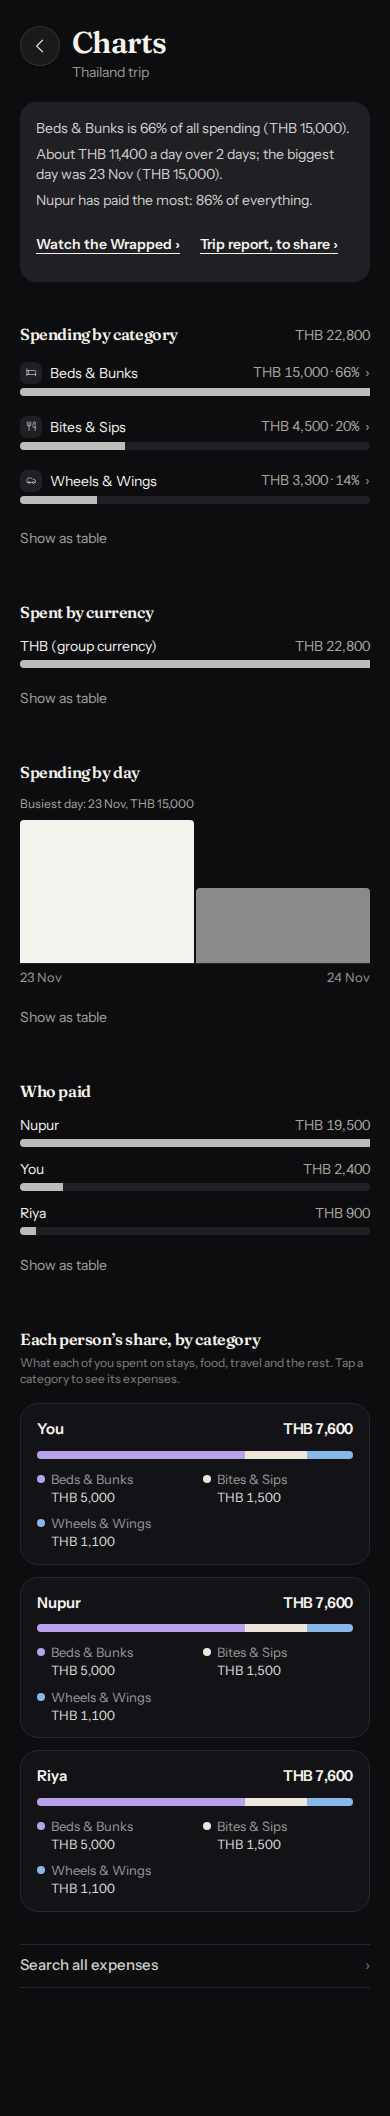 Charts
Thailand trip
Beds & Bunks is 66% of all spending (THB 15,000).
About THB 11,400 a day over 2 days; the biggest
day was 23 Nov (THB 15,000).
Nupur has paid the most: 86% of everything.
Watch the Wrapped › Trip report, to share ›
Spending by category THB 22,800
Beds & Bunks THB 15,000 · 66% ›
Bites & Sips THB 4,500 · 20% ›
Wheels & Wings THB 3,300 · 14% ›
Show as table
Spent by currency
THB (group currency) THB 22,800
Show as table
Spending by day
Busiest day: 23 Nov, THB 15,000
23 Nov 24 Nov
Show as table
Who paid
Nupur THB 19,500
You THB 2,400
Riya THB 900
Show as table
Each person’s share, by category
What each of you spent on stays, food, travel and the rest. Tap a
category to see its expenses.
You THB 7,600
Beds & Bunks Bites & Sips
THB 5,000 THB 1,500
Wheels & Wings
THB 1,100
Nupur THB 7,600
Beds & Bunks Bites & Sips
THB 5,000 THB 1,500
Wheels & Wings
THB 1,100
Riya THB 7,600
Beds & Bunks Bites & Sips
THB 5,000 THB 1,500
Wheels & Wings
THB 1,100
Search all expenses ›